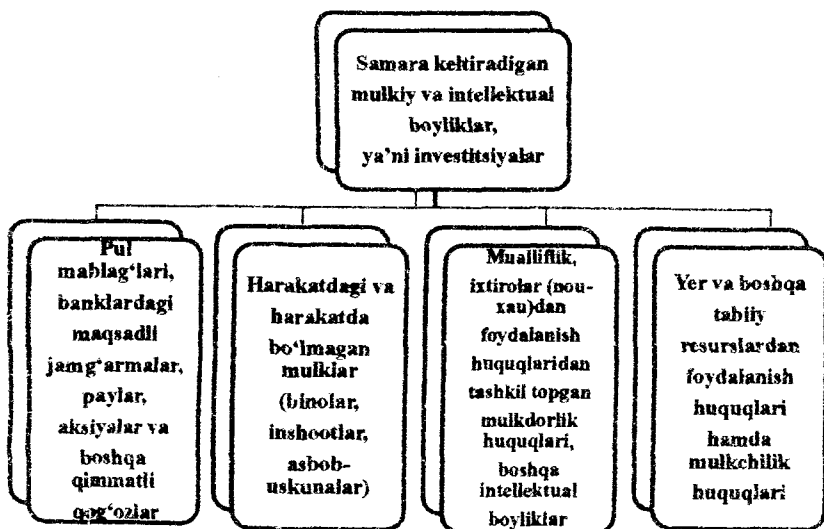 Samara keltiradigan
mulkiy va intellektual
boyliklar,
ya’ni investitsiyalar
Pul
mablag‘lari,
banklardagi
maqsadli
jamg‘armalar,
paylar,
aksiyalar va
boshqa
qimmatli
qog‘ozlar
Harakatdagi va
harakatda
bo‘lmagan
mulklar
(binolar,
inshootlar,
asbob-
uskunalar)
Mualliflik,
ixtirolar (nou-
xau)dan
foydalanish
huquqlaridan
tashkil topgan
mulkdorlik
huquqlari,
boshqa
intellektual
boyliklar
Yer va boshqa
tabiiy
resurslardan
foydalanish
huquqlari
hamda
mulkchilik
huquqlari